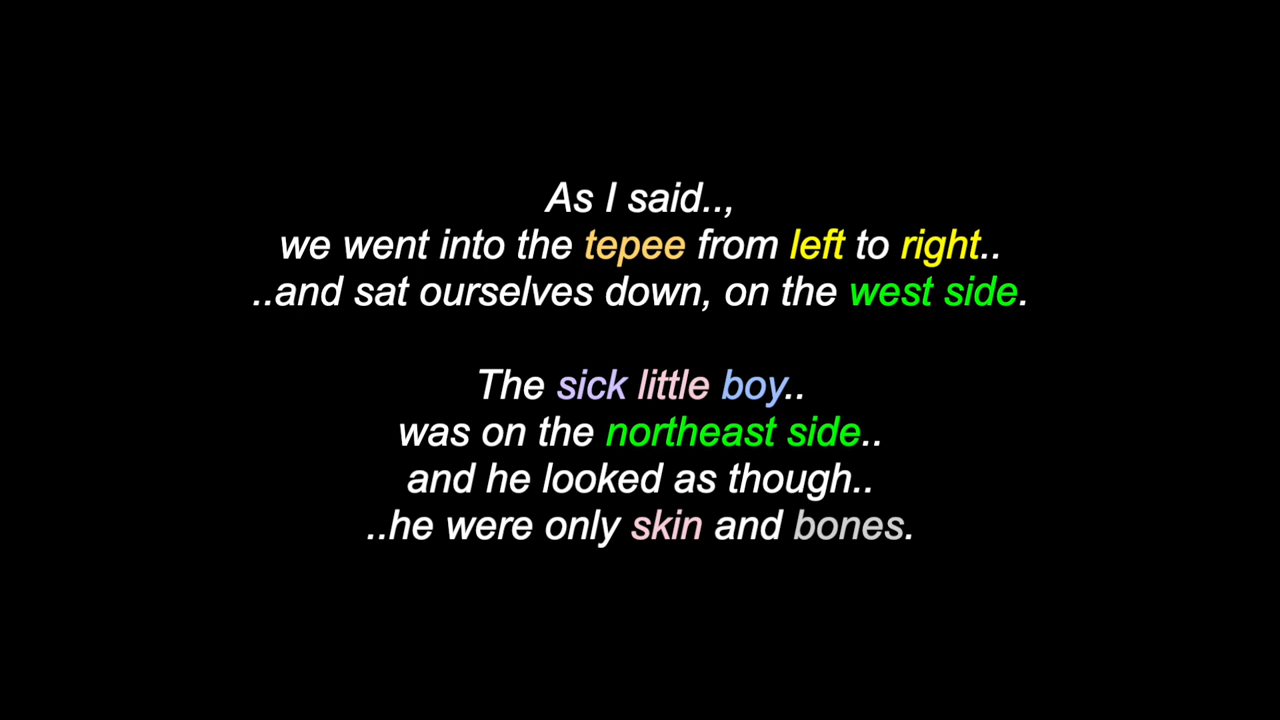 As I said..,
we went into the tepee from left to right..
..and sat ourselves down, on the west side.
The sick little boy..
was on the northeast side..
and he looked as though..
..he were only skin and bones.